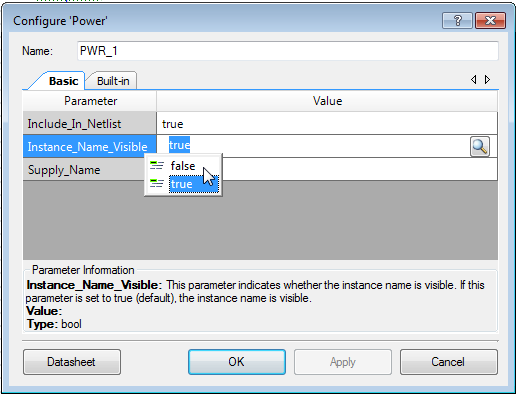 Configure 'Power'
Name: PWR_1
Basic Built-in
Parameter Value
Include_In_Netlist true
Instance_Name_Visible true
false
Supply_Name
true
Parameter Information
Instance_Name_Visible: This parameter indicates whether the instance name is visible. If this
parameter is set to true (default), the instance name is visible.
Value:
Type: bool
Datasheet OK Apply Cancel